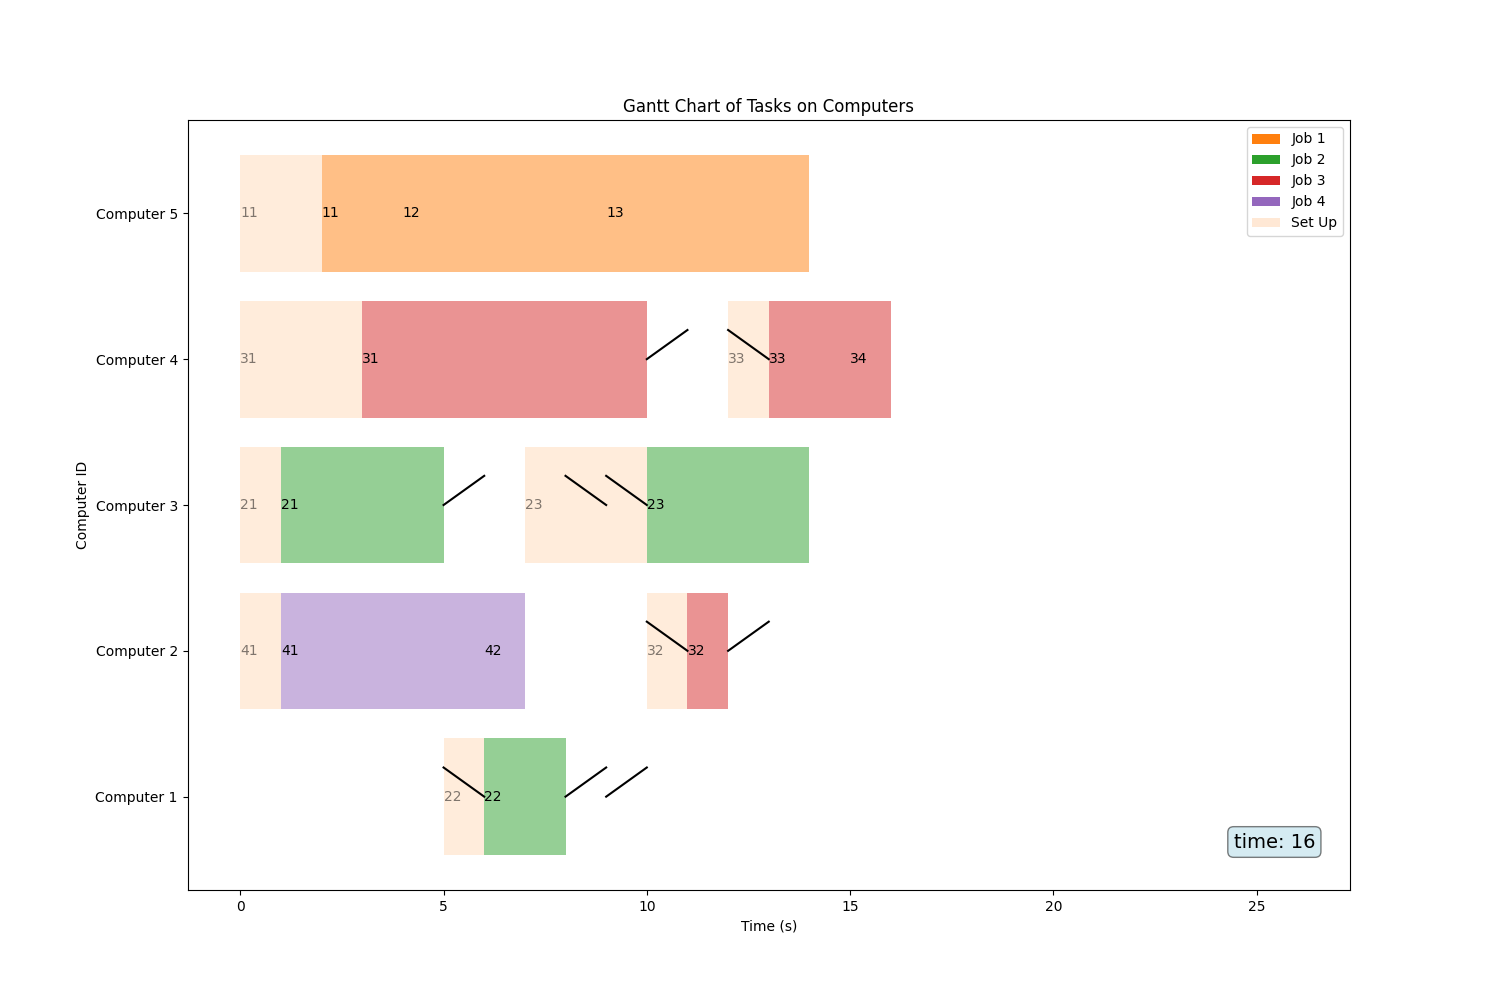 Gantt Chart of Tasks on Computers
Job 1
Job 2
Job 3
Job 4
Set Up
Computer 5
11
11
12
13
Computer 4
31
31
33
33
34
Computer 3
21
21
23
23
Computer 2
41
41
42
32
32
Computer 1
22
22
Computer ID
time: 16
0
5
10
15
20
25
Time (s)